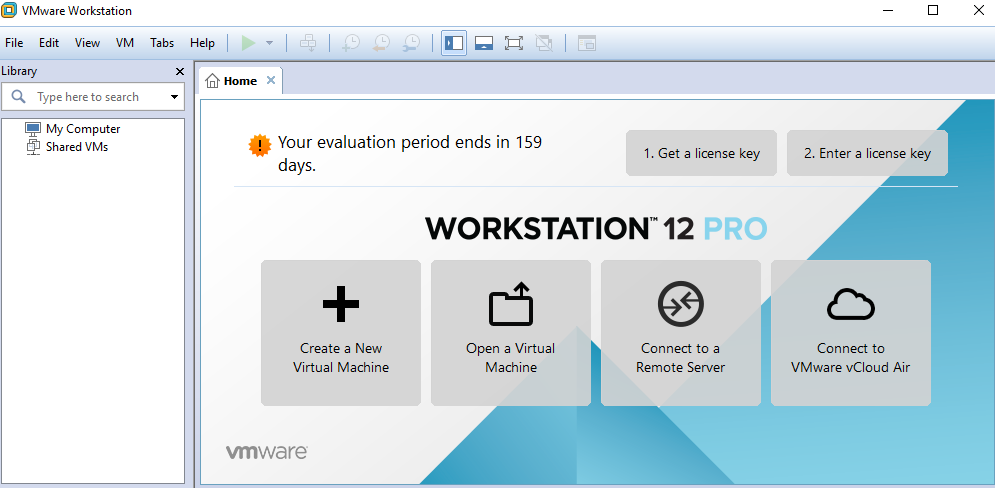 VMware Workstation
File Edit View VM Tabs Help
Library
Type here to search
My Computer
Shared VMs
Home
Your evaluation period ends in 159
days.
1. Get a license key
2. Enter a license key
WORKSTATION™ 12 PRO
Create a New
Virtual Machine
Open a Virtual
Machine
Connect to a
Remote Server
Connect to
VMware vCloud Air
vmware